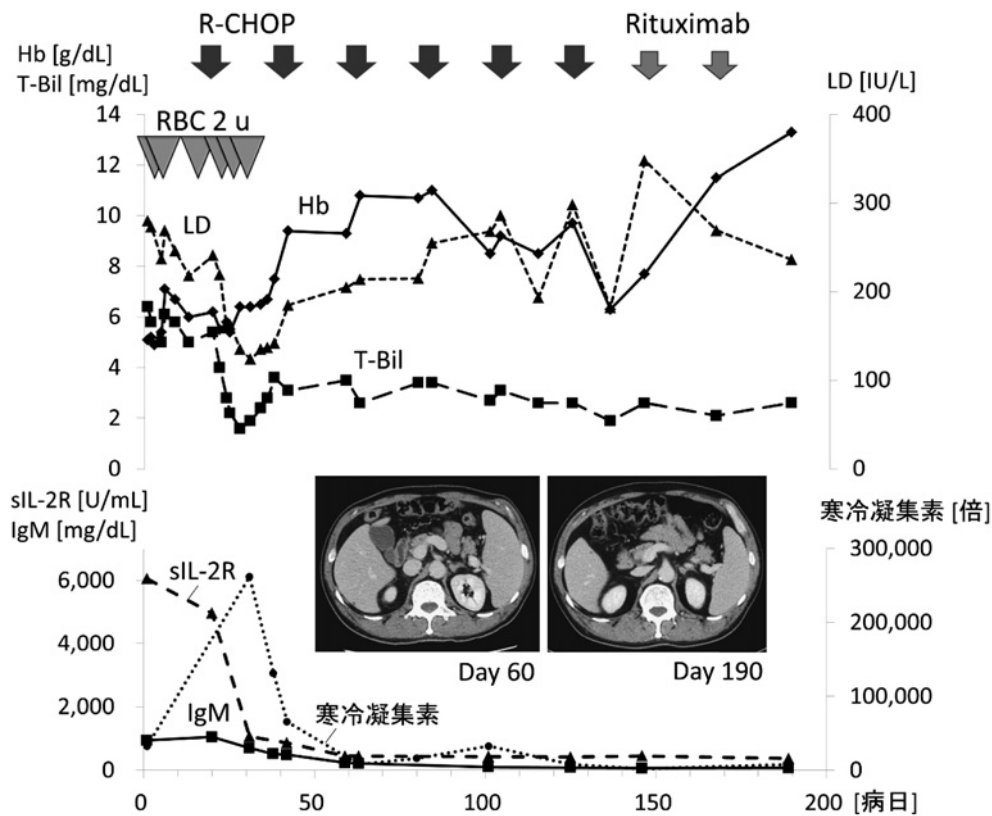 R-CHOP
Rituximab
Hb [g/dL]
T-Bil [mg/dL]
LD [IU/L]
RBC 2 u
14
12
10
8
6
4
2
0
LD
Hb
T-Bil
400
300
200
100
0
sIL-2R [U/mL]
IgM [mg/dL]
寒冷凝集素 [倍]
6,000
4,000
2,000
0
sIL-2R
IgM
寒冷凝集素
Day 60
Day 190
300,000
200,000
100,000
0
0
50
100
150
200
[病日]